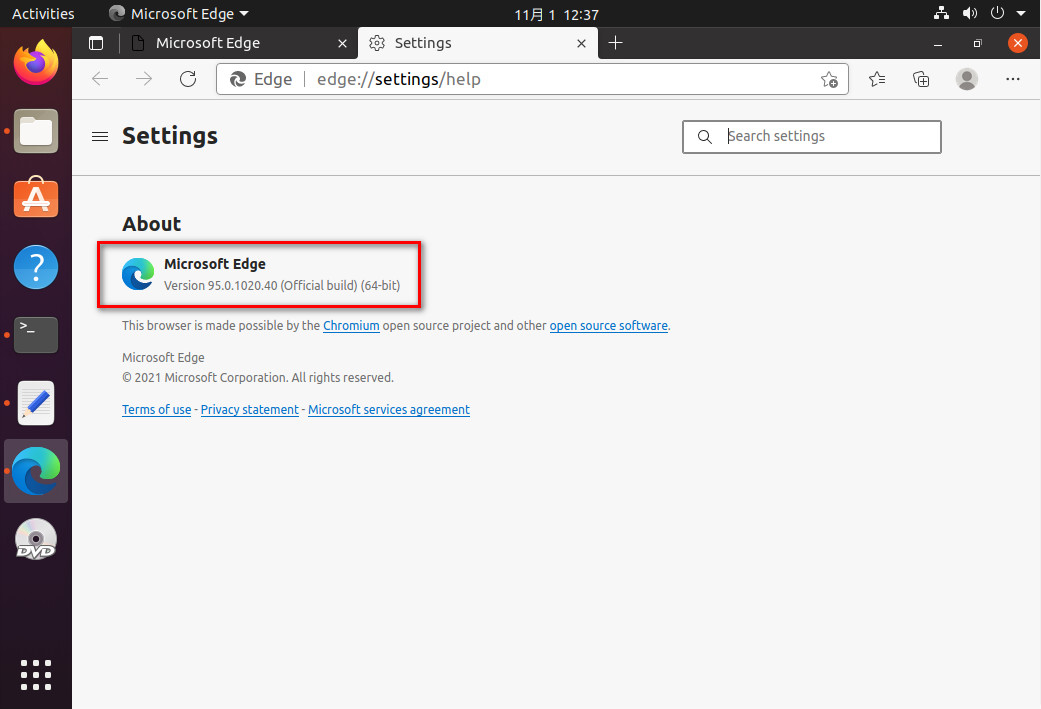 Activities Microsoft Edge 11月 1 12:37
Microsoft Edge Settings
Edge edge://settings/help
Settings Search settings
About
Microsoft Edge
Version 95.0.1020.40 (Official build) (64-bit)
This browser is made possible by the Chromium open source project and other open source software.
Microsoft Edge
© 2021 Microsoft Corporation. All rights reserved.
Terms of use - Privacy statement - Microsoft services agreement
DVD